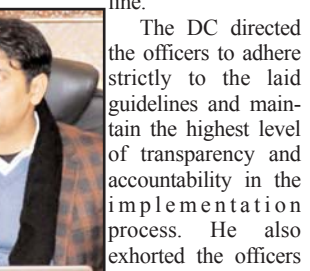 line.
The DC directed
the officers to adhere
strictly to the laid
guidelines and main-
tain the highest level
of transparency and
accountability in the
implementation
process. He also
exhorted the officers